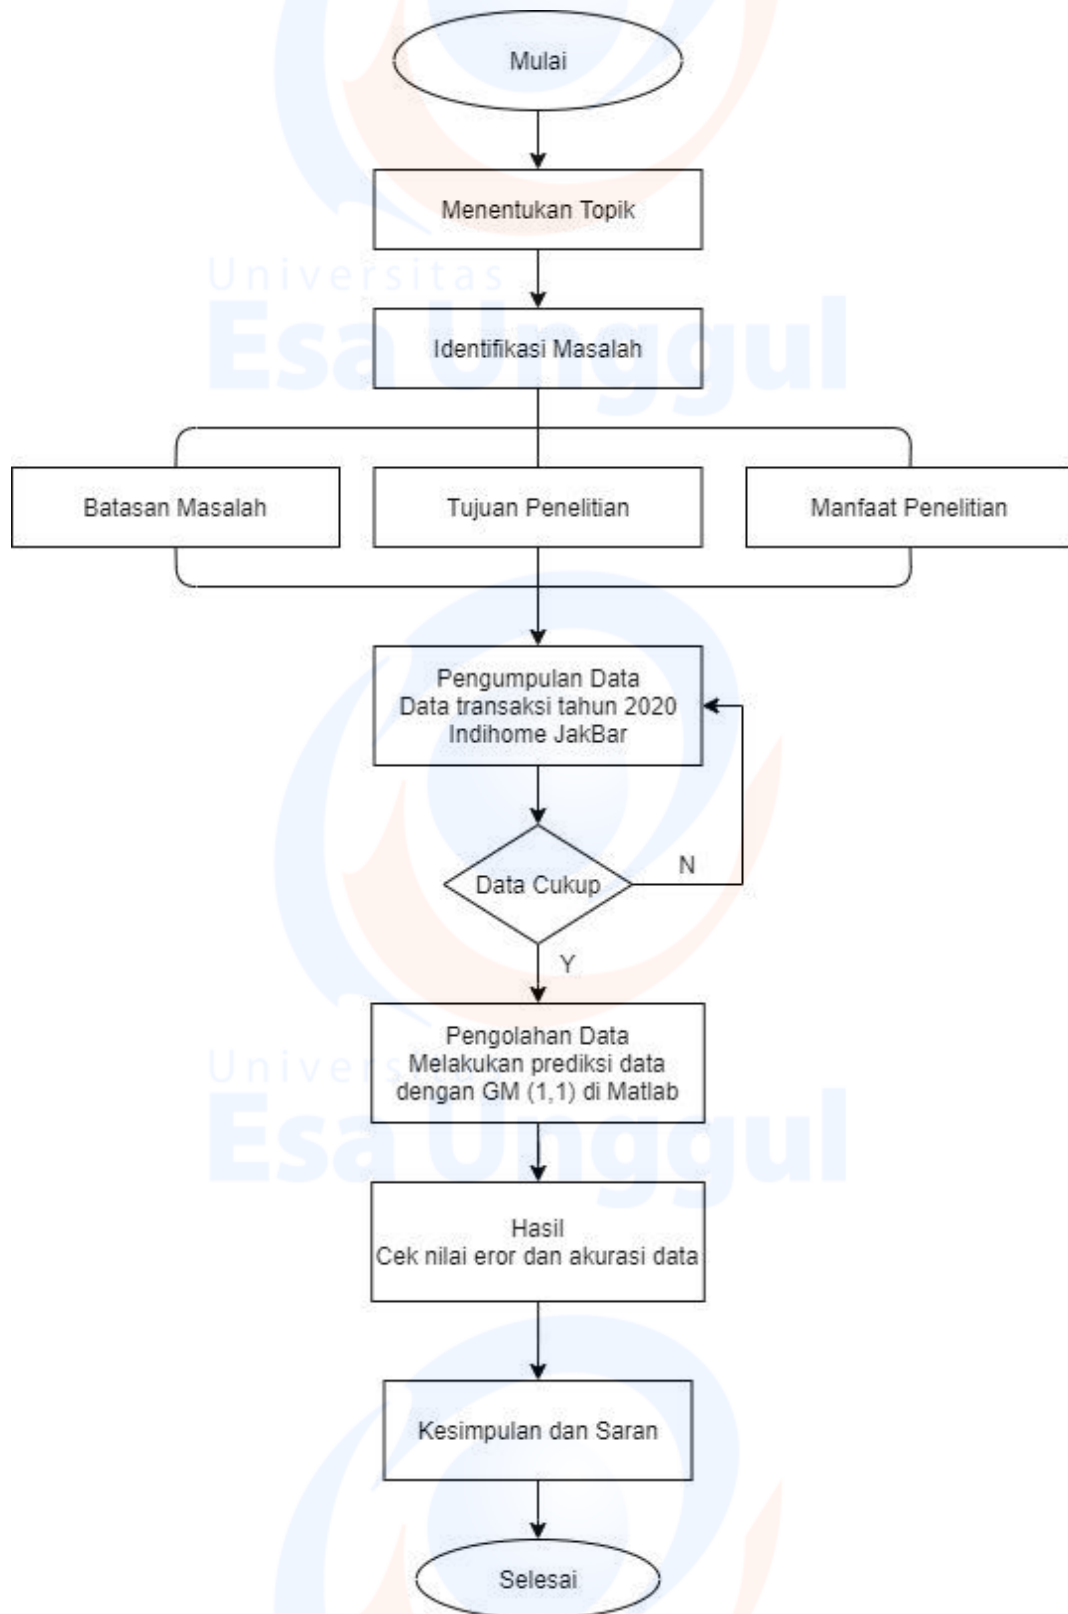 Mulai
Menentukan Topik
Universitas
Esa Unggul
Identifikasi Masalah
Batasan Masalah
Tujuan Penelitian
Manfaat Penelitian
Pengumpulan Data
Data transaksi tahun 2020
Indihome JakBar
Data Cukup
N
Y
Pengolahan Data
Melakukan prediksi data
dengan GM (1,1) di Matlab
Universitas
Esa Unggul
Hasil
Cek nilai eror dan akurasi data
Kesimpulan dan Saran
Selesai